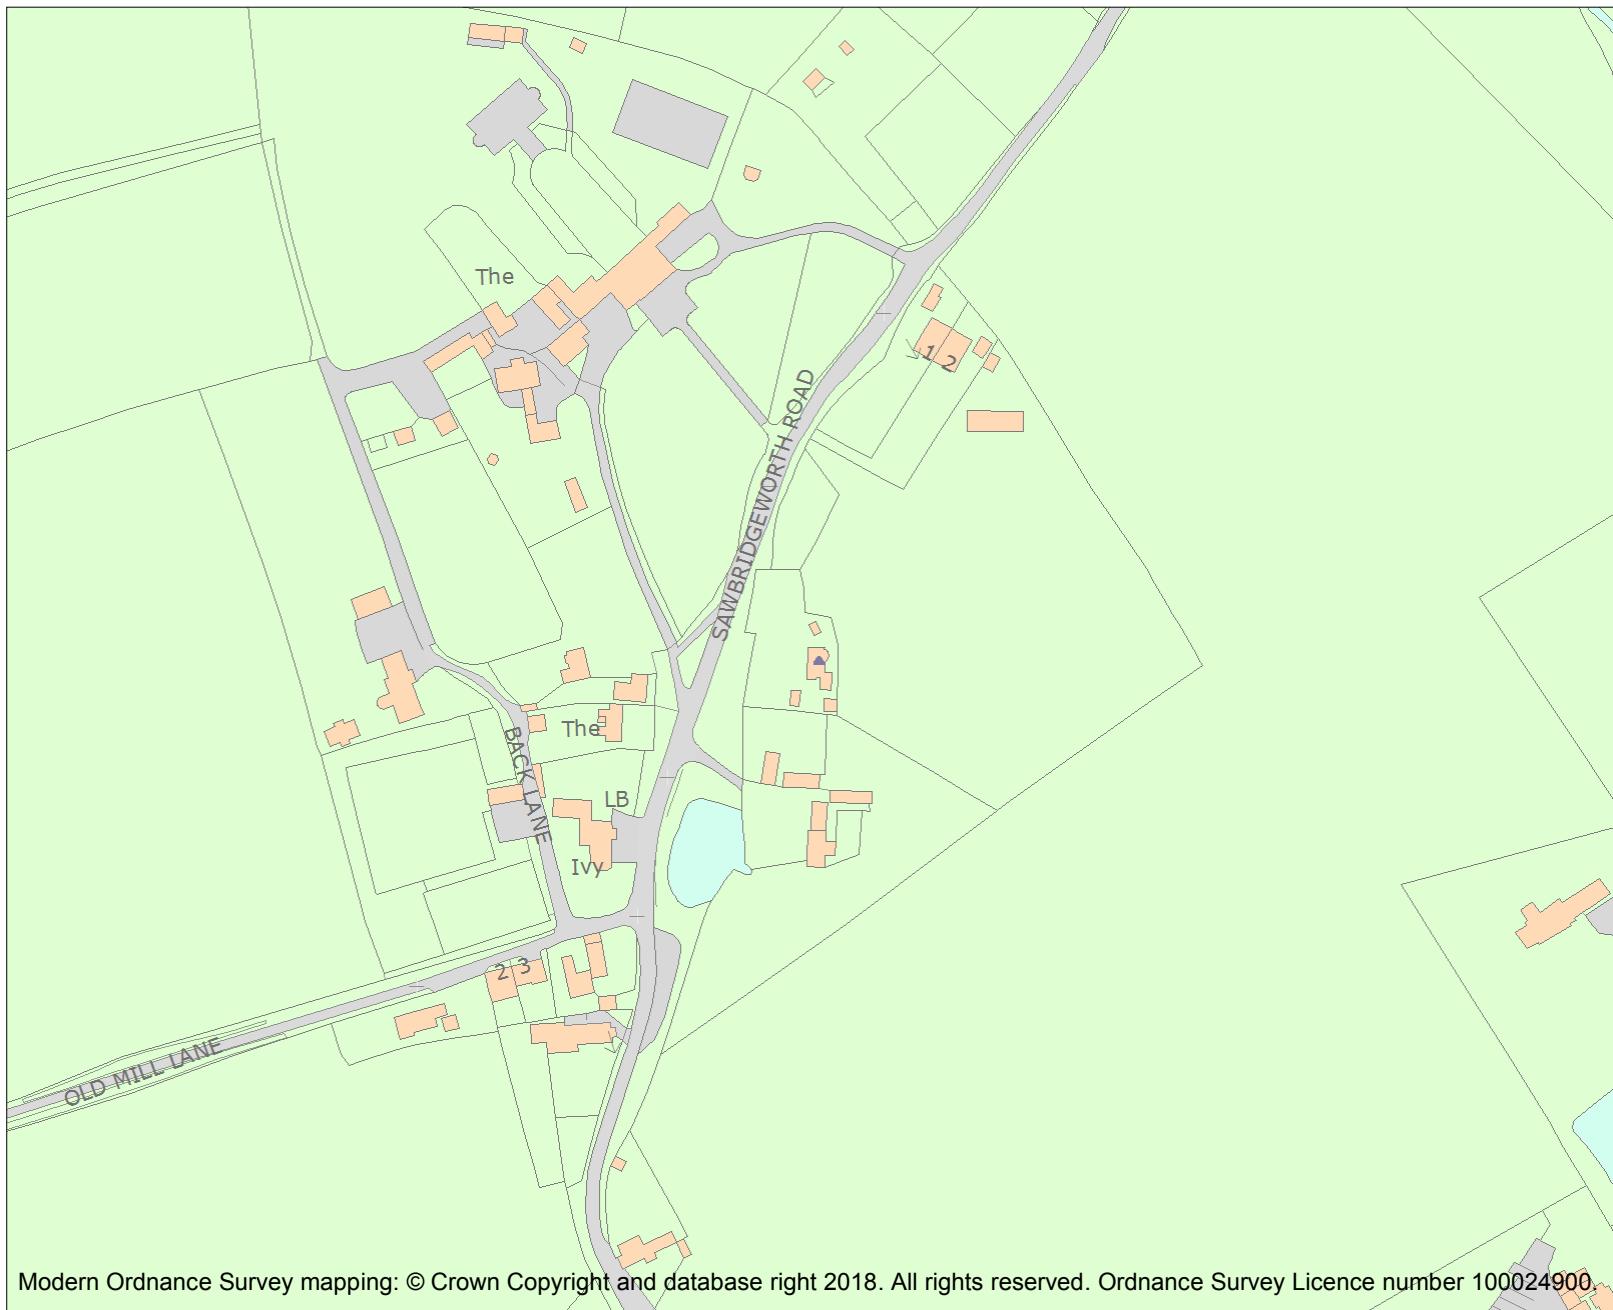 The
1 2
SAWBRIDGEWORTH ROAD
The
BACK LANE
LB
Ivy
2 3
OLD MILL LANE
Modern Ordnance Survey mapping: © Crown Copyright and database right 2018. All rights reserved. Ordnance Survey Licence number 100024900.